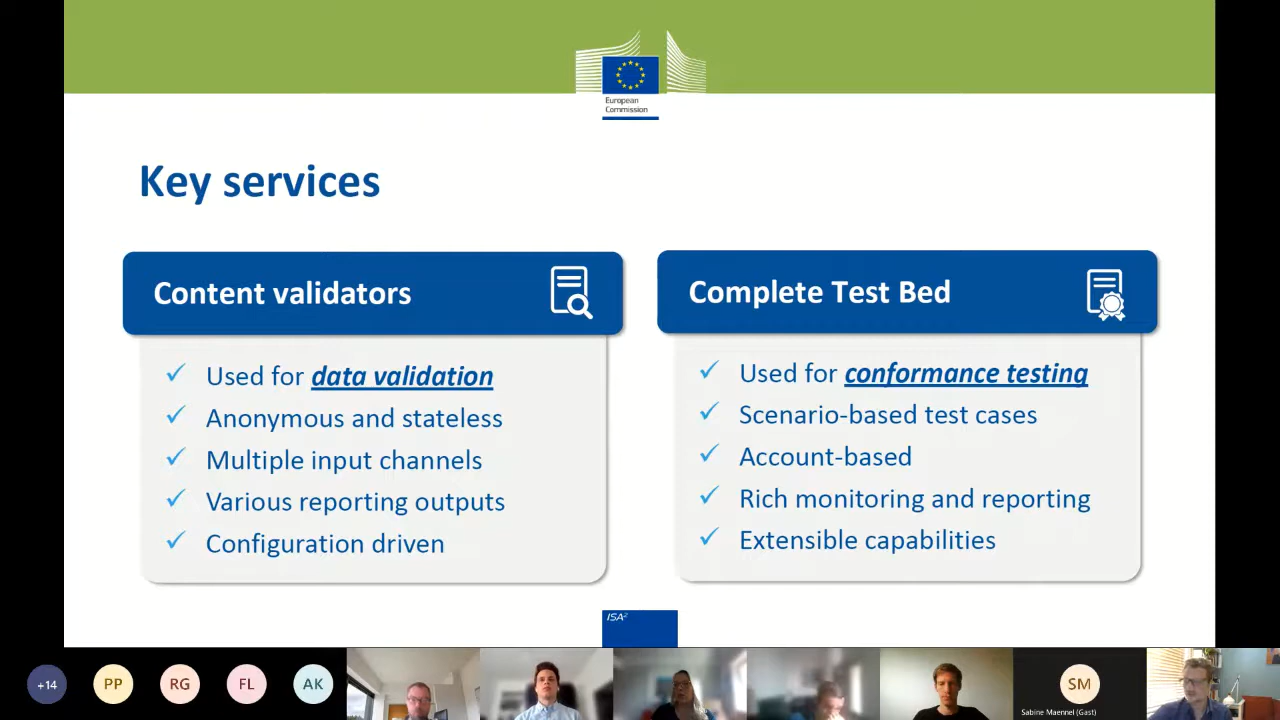 European
Commission
Key services
Content validators
Used for data validation
Anonymous and stateless
Multiple input channels
Various reporting outputs
Configuration driven
Complete Test Bed
Used for conformance testing
Scenario-based test cases
Account-based
Rich monitoring and reporting
Extensible capabilities
ISA²
+14
PP
RG
FL
AK
SM
Sabine Maennel (Gast)